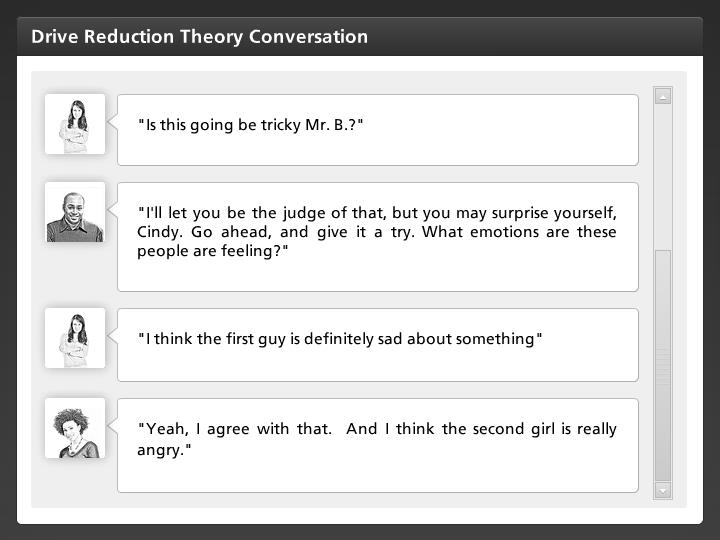 Drive Reduction Theory Conversation
"Is this going be tricky Mr. B.?"
"I'll let you be the judge of that, but you may surprise yourself,
Cindy. Go ahead, and give it a try. What emotions are these
people are feeling?"
"I think the first guy is definitely sad about something"
"Yeah, I agree with that. And I think the second girl is really
angry."